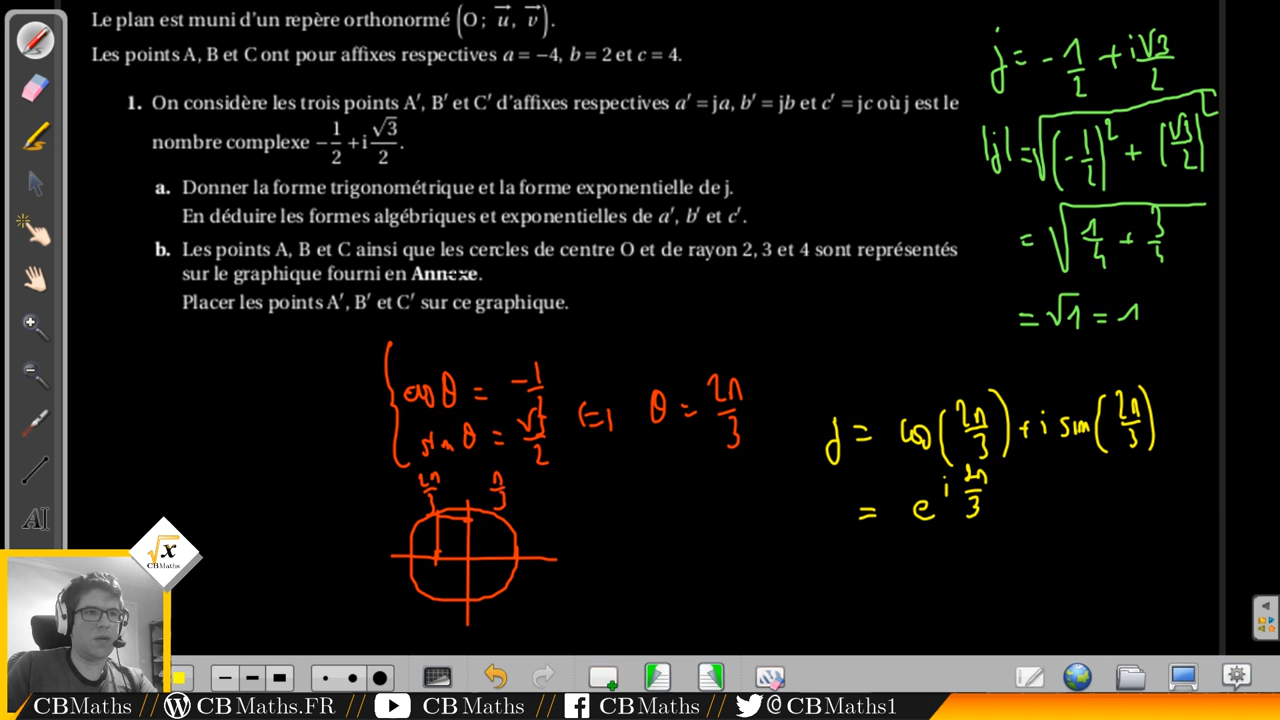 Le plan est muni d'un repère orthonormé (O ; u⃗, v⃗).
Les points A, B et C ont pour affixes respectives a = −4, b = 2 et c = 4.
1. On considère les trois points A′, B′ et C′ d'affixes respectives a′ = ja, b′ = jb et c′ = jc où j est le
nombre complexe −1/2 + i √3/2.
a. Donner la forme trigonométrique et la forme exponentielle de j.
En déduire les formes algébriques et exponentielles de a′, b′ et c′.
b. Les points A, B et C ainsi que les cercles de centre O et de rayon 2, 3 et 4 sont représentés
sur le graphique fourni en Annexe.
Placer les points A′, B′ et C′ sur ce graphique.
j = −1/2 + i√3/2
|j| = √((−1/2)² + (√3/2)²)
= √(1/4 + 3/4)
= √1 = 1
cos θ = −1/2
sin θ = √3/2
θ = 2π/3
2π/3 π/3
j = cos(2π/3) + i sin(2π/3)
= e^(i 2π/3)
AI
√x
CBMaths
CBMaths CBMaths.FR CBMaths CBMaths @CBMaths1